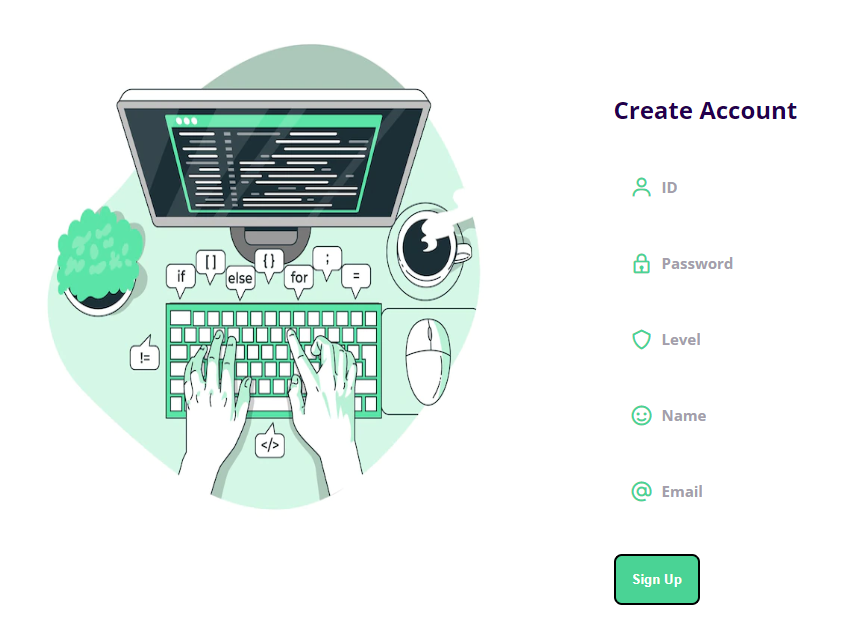 Create Account
ID
Password
Level
Name
Email
Sign Up
if
[ ]
else
{ }
for
;
=
!=
</>